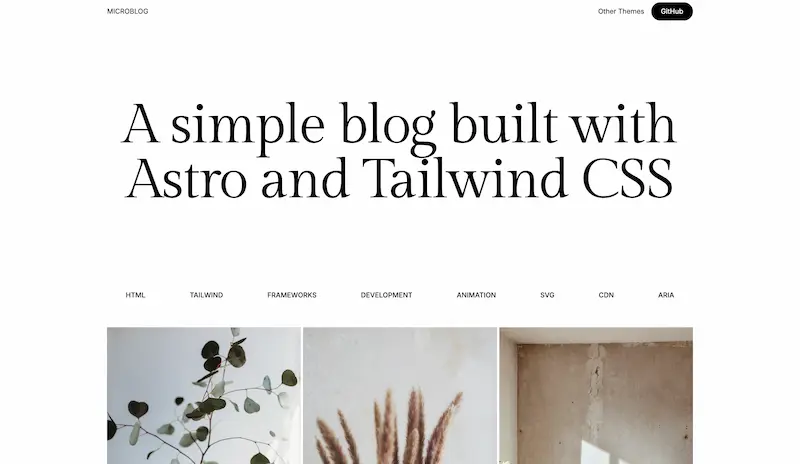 MICROBLOG
Other Themes GitHub
A simple blog built with
Astro and Tailwind CSS
HTML TAILWIND FRAMEWORKS DEVELOPMENT ANIMATION SVG CDN ARIA